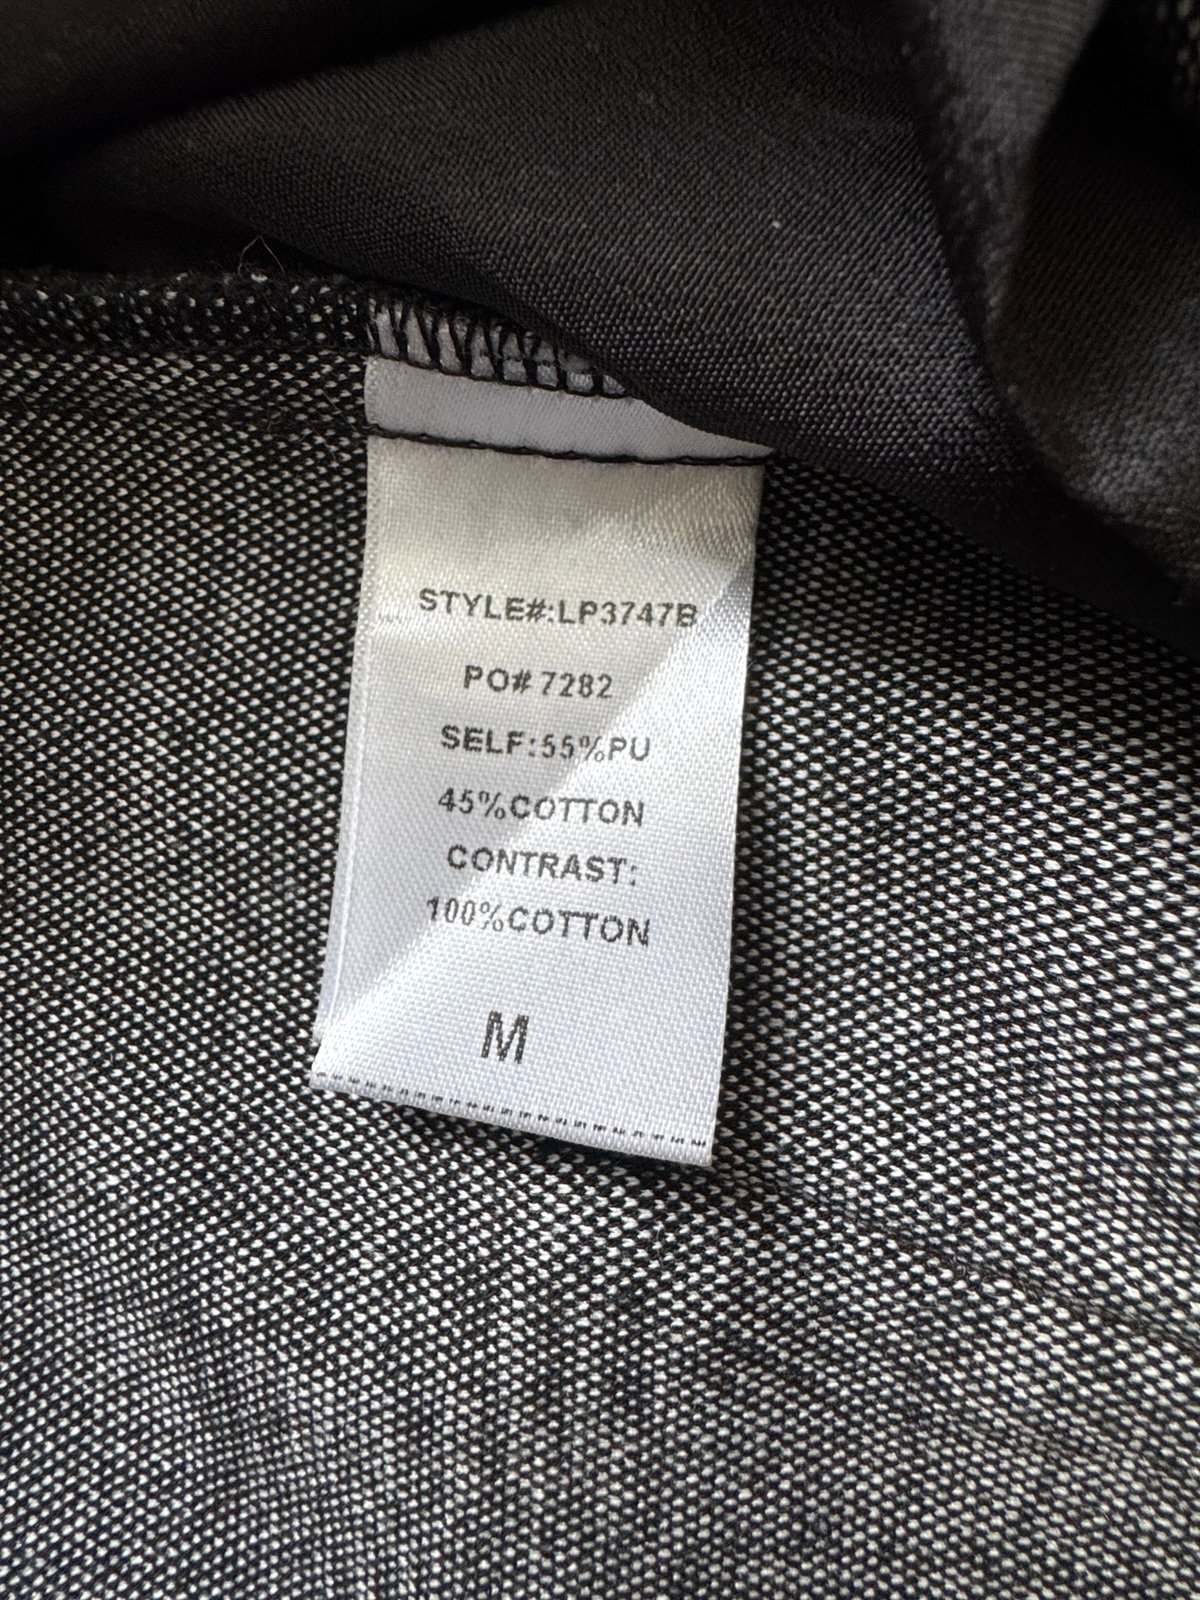 STYLE#:LP3747B
PO# 7282
SELF:55%PU
45%COTTON
CONTRAST:
100%COTTON
M